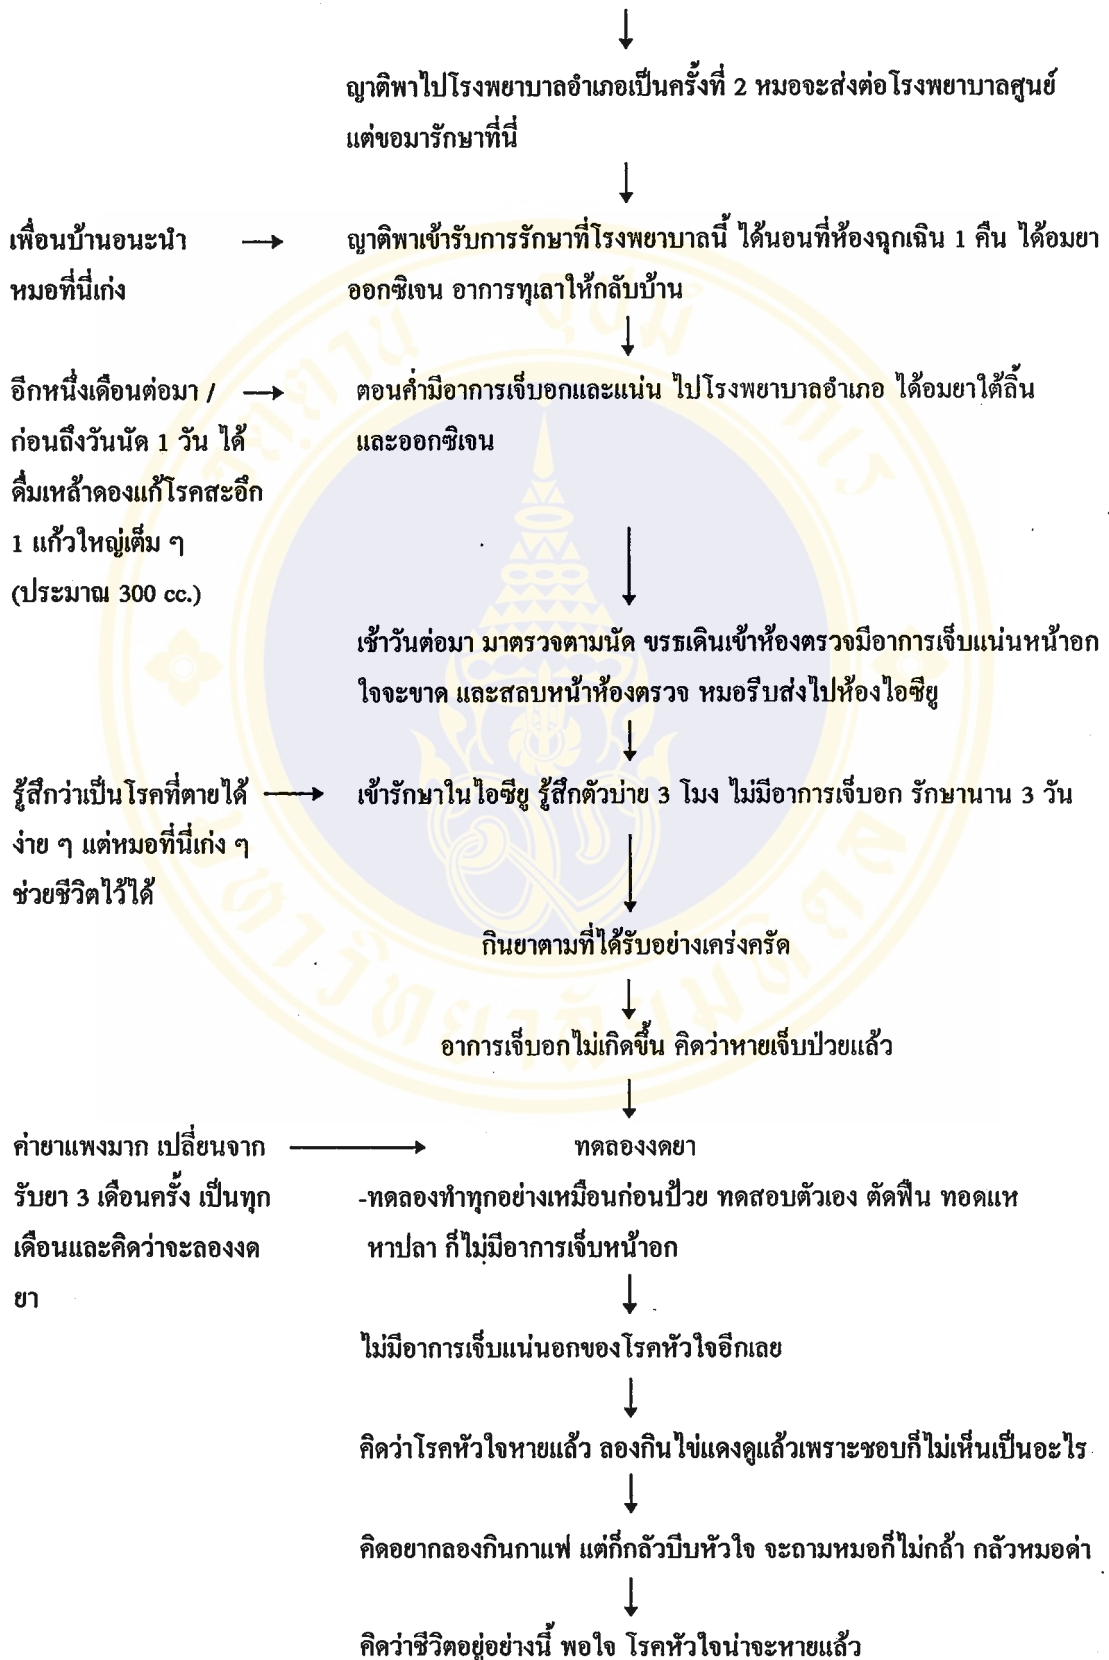 ญาติพาไปโรงพยาบาลอำเภอเป็นครั้งที่ 2 หมอจะส่งต่อโรงพยาบาลศูนย์
แต่ขอมารักษาที่นี่
เพื่อนบ้านอนะนำ
หมอที่นี่เก่ง
ญาติพาเข้ารับการรักษาที่โรงพยาบาลนี้ ได้นอนที่ห้องฉุกเฉิน 1 คืน ได้อมยา
ออกซิเจน อาการทุเลาให้กลับบ้าน
อีกหนึ่งเดือนต่อมา /
ก่อนถึงวันนัด 1 วัน ได้
ดื่มเหล้าดองแก้โรคสะอึก
1 แก้วใหญ่เต็ม ๆ
(ประมาณ 300 cc.)
ตอนค่ำมีอาการเจ็บอกและแน่น ไปโรงพยาบาลอำเภอ ได้อมยาใต้ลิ้น
และออกซิเจน
เช้าวันต่อมา มาตรวจตามนัด ขรธเดินเข้าห้องตรวจมีอาการเจ็บแน่นหน้าอก
ใจจะขาด และสลบหน้าห้องตรวจ หมอรีบส่งไปห้องไอซียู
รู้สึกว่าเป็นโรคที่ตายได้
ง่าย ๆ แต่หมอที่นี่เก่ง ๆ
ช่วยชีวิตไว้ได้
เข้ารักษาในไอซียู รู้สึกตัวบ่าย 3 โมง ไม่มีอาการเจ็บอก รักษานาน 3 วัน
กินยาตามที่ได้รับอย่างเคร่งครัด
อาการเจ็บอกไม่เกิดขึ้น คิดว่าหายเจ็บป่วยแล้ว
ค่ายาแพงมาก เปลี่ยนจาก
รับยา 3 เดือนครั้ง เป็นทุก
เดือนและคิดว่าจะลองงด
ยา
ทดลองงดยา
-ทดลองทำทุกอย่างเหมือนก่อนป่วย ทดสอบตัวเอง ตัดฟืน ทอดแห
หาปลา ก็ไม่มีอาการเจ็บหน้าอก
ไม่มีอาการเจ็บแน่นอกของโรคหัวใจอีกเลย
คิดว่าโรคหัวใจหายแล้ว ลองกินไข่แดงดูแล้วเพราะชอบก็ไม่เห็นเป็นอะไร
คิดอยากลองกินกาแฟ แต่ก็กลัวบีบหัวใจ จะถามหมอก็ไม่กล้า กลัวหมอด่า
คิดว่าชีวิตอยู่อย่างนี้ พอใจ โรคหัวใจน่าจะหายแล้ว